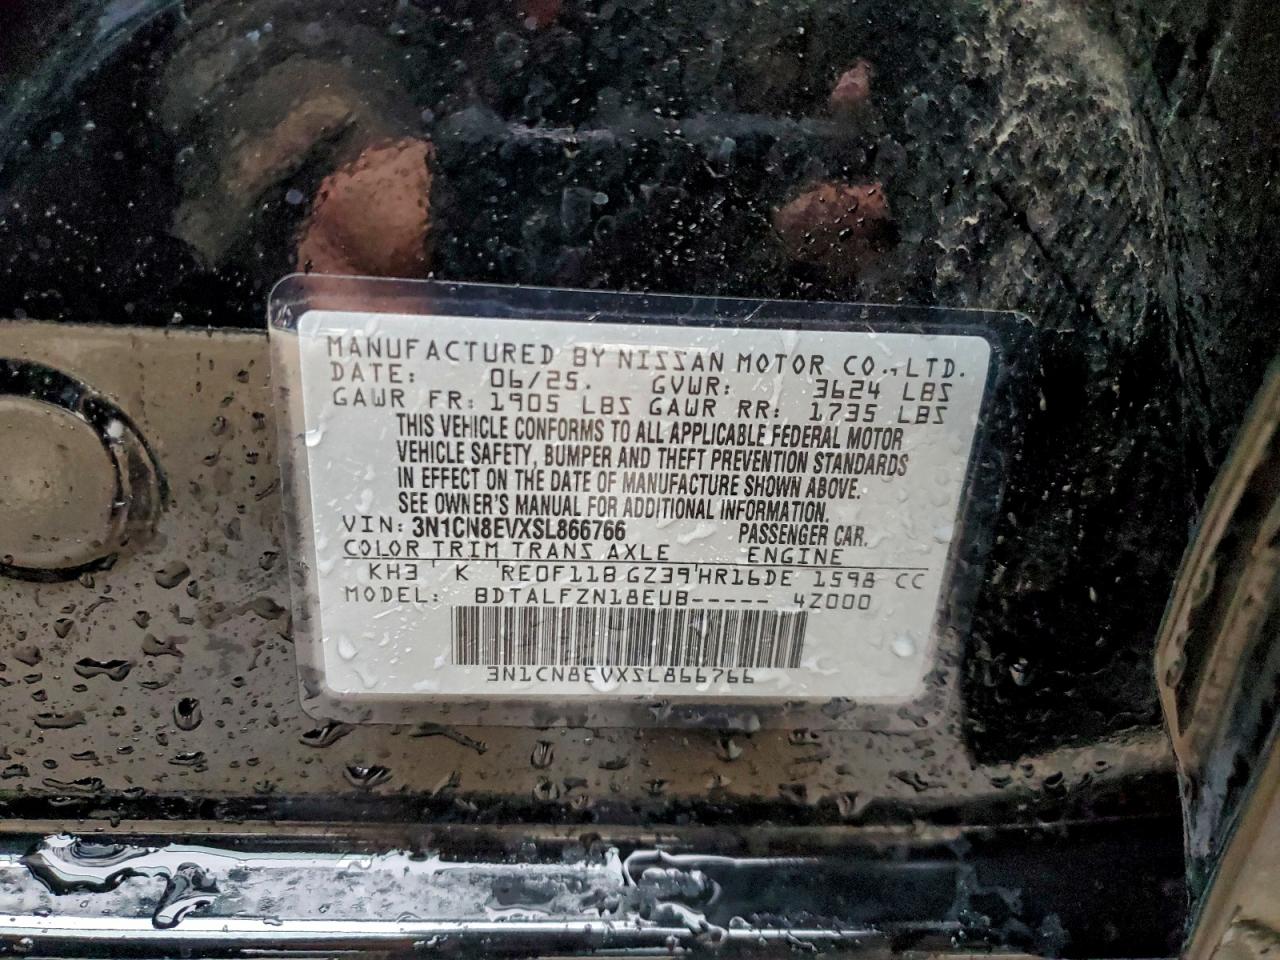 MANUFACTURED BY NISSAN MOTOR CO., LTD.
DATE: 06/25. GVWR: 3624 LBS
GAWR FR: 1905 LBS GAWR RR: 1735 LBS
THIS VEHICLE CONFORMS TO ALL APPLICABLE FEDERAL MOTOR
VEHICLE SAFETY, BUMPER AND THEFT PREVENTION STANDARDS
IN EFFECT ON THE DATE OF MANUFACTURE SHOWN ABOVE.
SEE OWNER'S MANUAL FOR ADDITIONAL INFORMATION.
VIN: 3N1CN8EVXSL866766 PASSENGER CAR.
COLOR TRIM TRANS AXLE ENGINE
KH3 K RE0F11B GZ39 HR16DE 1598 CC
MODEL: BDTALFZN18EUB----- 4Z000
3N1CN8EVXSL866766